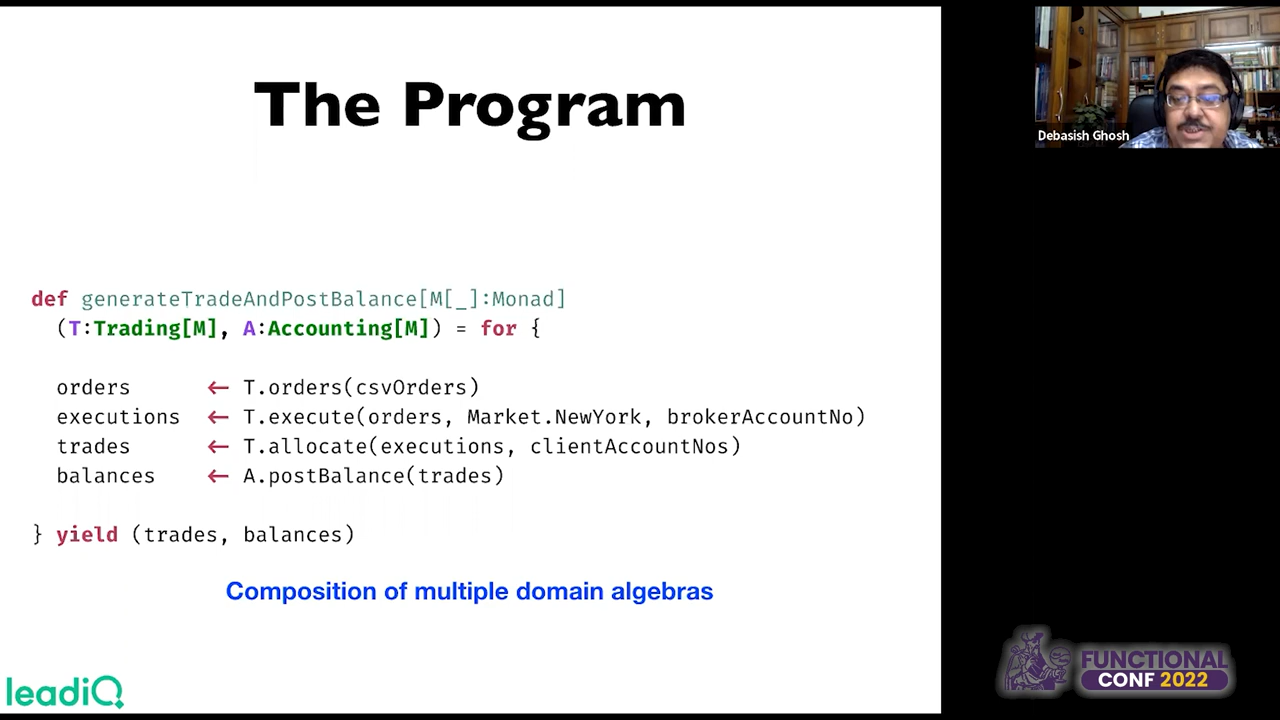 The Program
def generateTradeAndPostBalance[M[_]:Monad]
(T:Trading[M], A:Accounting[M]) = for {
orders ← T.orders(csvOrders)
executions ← T.execute(orders, Market.NewYork, brokerAccountNo)
trades ← T.allocate(executions, clientAccountNos)
balances ← A.postBalance(trades)
} yield (trades, balances)
Composition of multiple domain algebras
leadiQ
Debasish Ghosh
FUNCTIONAL
CONF 2022